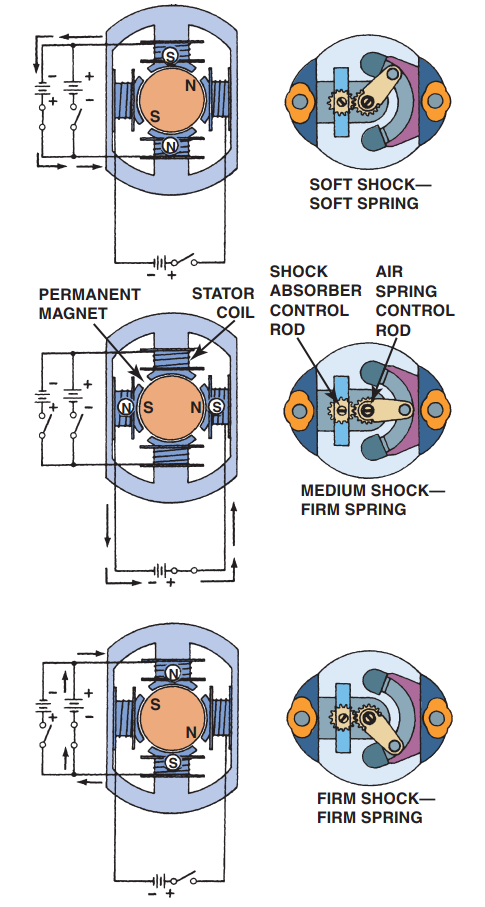 S
N
S
N
- +
+ -
- +
SOFT SHOCK—
SOFT SPRING
PERMANENT
MAGNET
STATOR
COIL
SHOCK
ABSORBER
CONTROL
ROD
AIR
SPRING
CONTROL
ROD
- +
+ -
N
S
N
S
- +
MEDIUM SHOCK—
FIRM SPRING
N
S
N
S
- +
+ -
- +
FIRM SHOCK—
FIRM SPRING